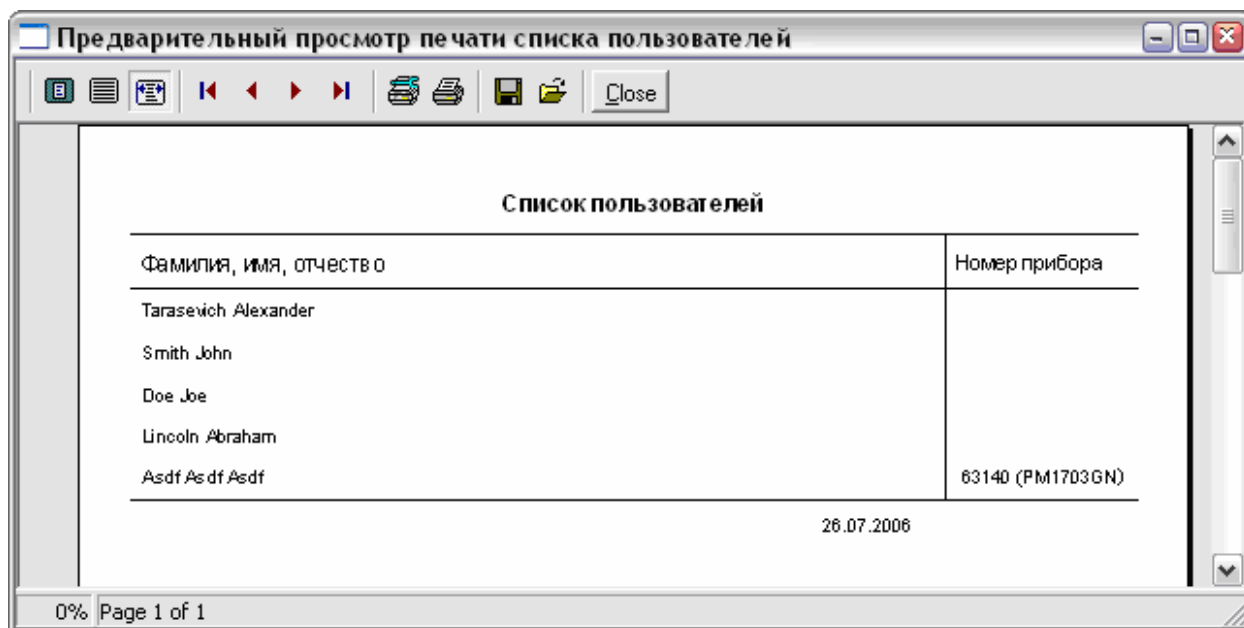 Предварительный просмотр печати списка пользователей
Close
Список пользователей
Фамилия, имя, отчество Номер прибора
Tarasevich Alexander
Smith John
Doe Joe
Lincoln Abraham
Asdf Asdf Asdf 63140 (PM1703GN)
26.07.2006
0% Page 1 of 1